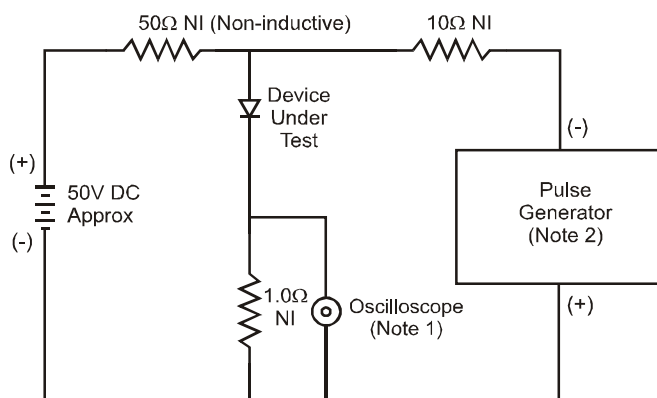 50Ω NI (Non-inductive)
10Ω NI
Device
Under
Test
(+)
50V DC
Approx
(-)
(-)
Pulse
Generator
(Note 2)
(+)
1.0Ω
NI
Oscilloscope
(Note 1)